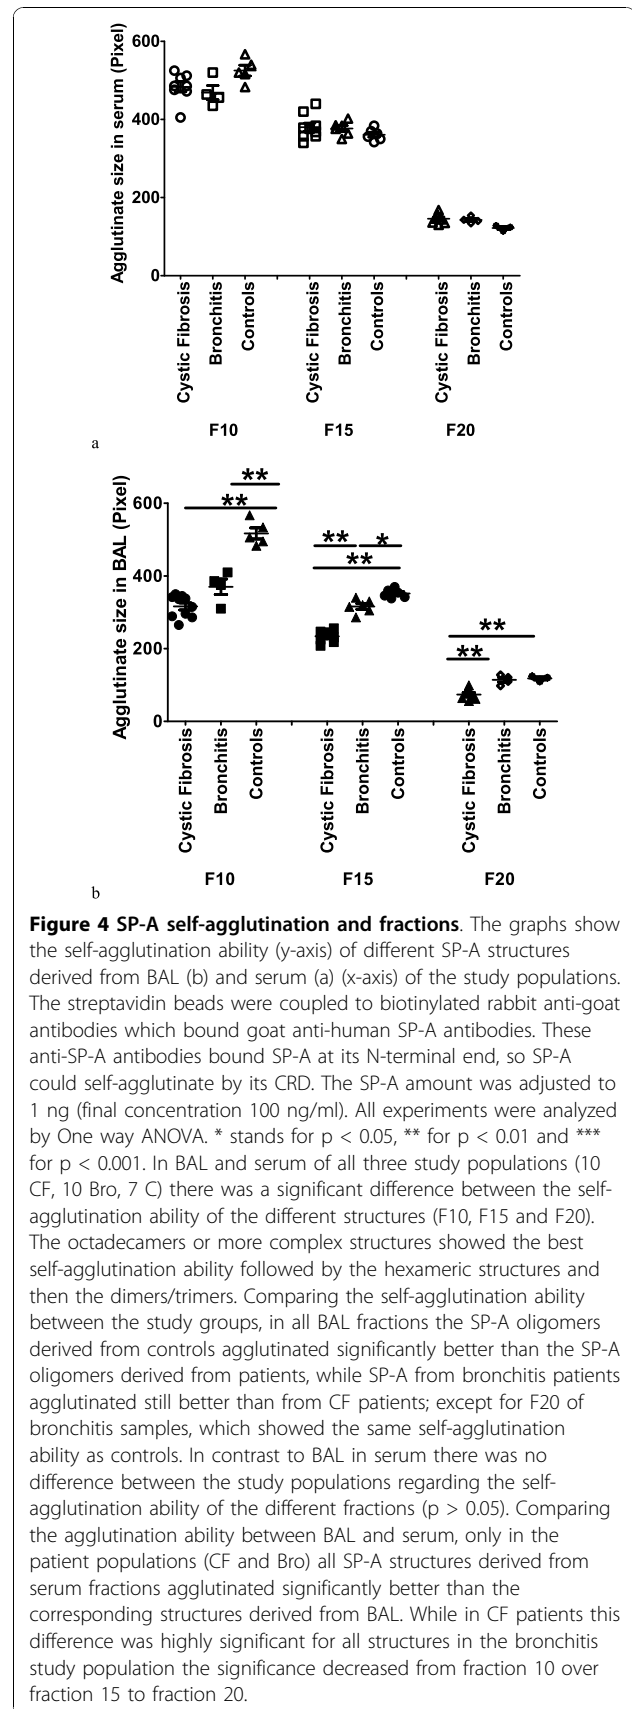 Agglutinate size in serum (Pixel)
600
400
200
0
Cystic Fibrosis
Bronchitis
Controls
Cystic Fibrosis
Bronchitis
Controls
Cystic Fibrosis
Bronchitis
Controls
F10
F15
F20
a
Agglutinate size in BAL (Pixel)
600
400
200
0
**
**
**
*
**
**
**
Cystic Fibrosis
Bronchitis
Controls
Cystic Fibrosis
Bronchitis
Controls
Cystic Fibrosis
Bronchitis
Controls
F10
F15
F20
b
Figure 4 SP-A self-agglutination and fractions. The graphs show
the self-agglutination ability (y-axis) of different SP-A structures
derived from BAL (b) and serum (a) (x-axis) of the study populations.
The streptavidin beads were coupled to biotinylated rabbit anti-goat
antibodies which bound goat anti-human SP-A antibodies. These
anti-SP-A antibodies bound SP-A at its N-terminal end, so SP-A
could self-agglutinate by its CRD. The SP-A amount was adjusted to
1 ng (final concentration 100 ng/ml). All experiments were analyzed
by One way ANOVA. * stands for p < 0.05, ** for p < 0.01 and ***
for p < 0.001. In BAL and serum of all three study populations (10
CF, 10 Bro, 7 C) there was a significant difference between the self-
agglutination ability of the different structures (F10, F15 and F20).
The octadecamers or more complex structures showed the best
self-agglutination ability followed by the hexameric structures and
then the dimers/trimers. Comparing the self-agglutination ability
between the study groups, in all BAL fractions the SP-A oligomers
derived from controls agglutinated significantly better than the SP-A
oligomers derived from patients, while SP-A from bronchitis patients
agglutinated still better than from CF patients; except for F20 of
bronchitis samples, which showed the same self-agglutination
ability as controls. In contrast to BAL in serum there was no
difference between the study populations regarding the self-
agglutination ability of the different fractions (p > 0.05). Comparing
the agglutination ability between BAL and serum, only in the
patient populations (CF and Bro) all SP-A structures derived from
serum fractions agglutinated significantly better than the
corresponding structures derived from BAL. While in CF patients this
difference was highly significant for all structures in the bronchitis
study population the significance decreased from fraction 10 over
fraction 15 to fraction 20.